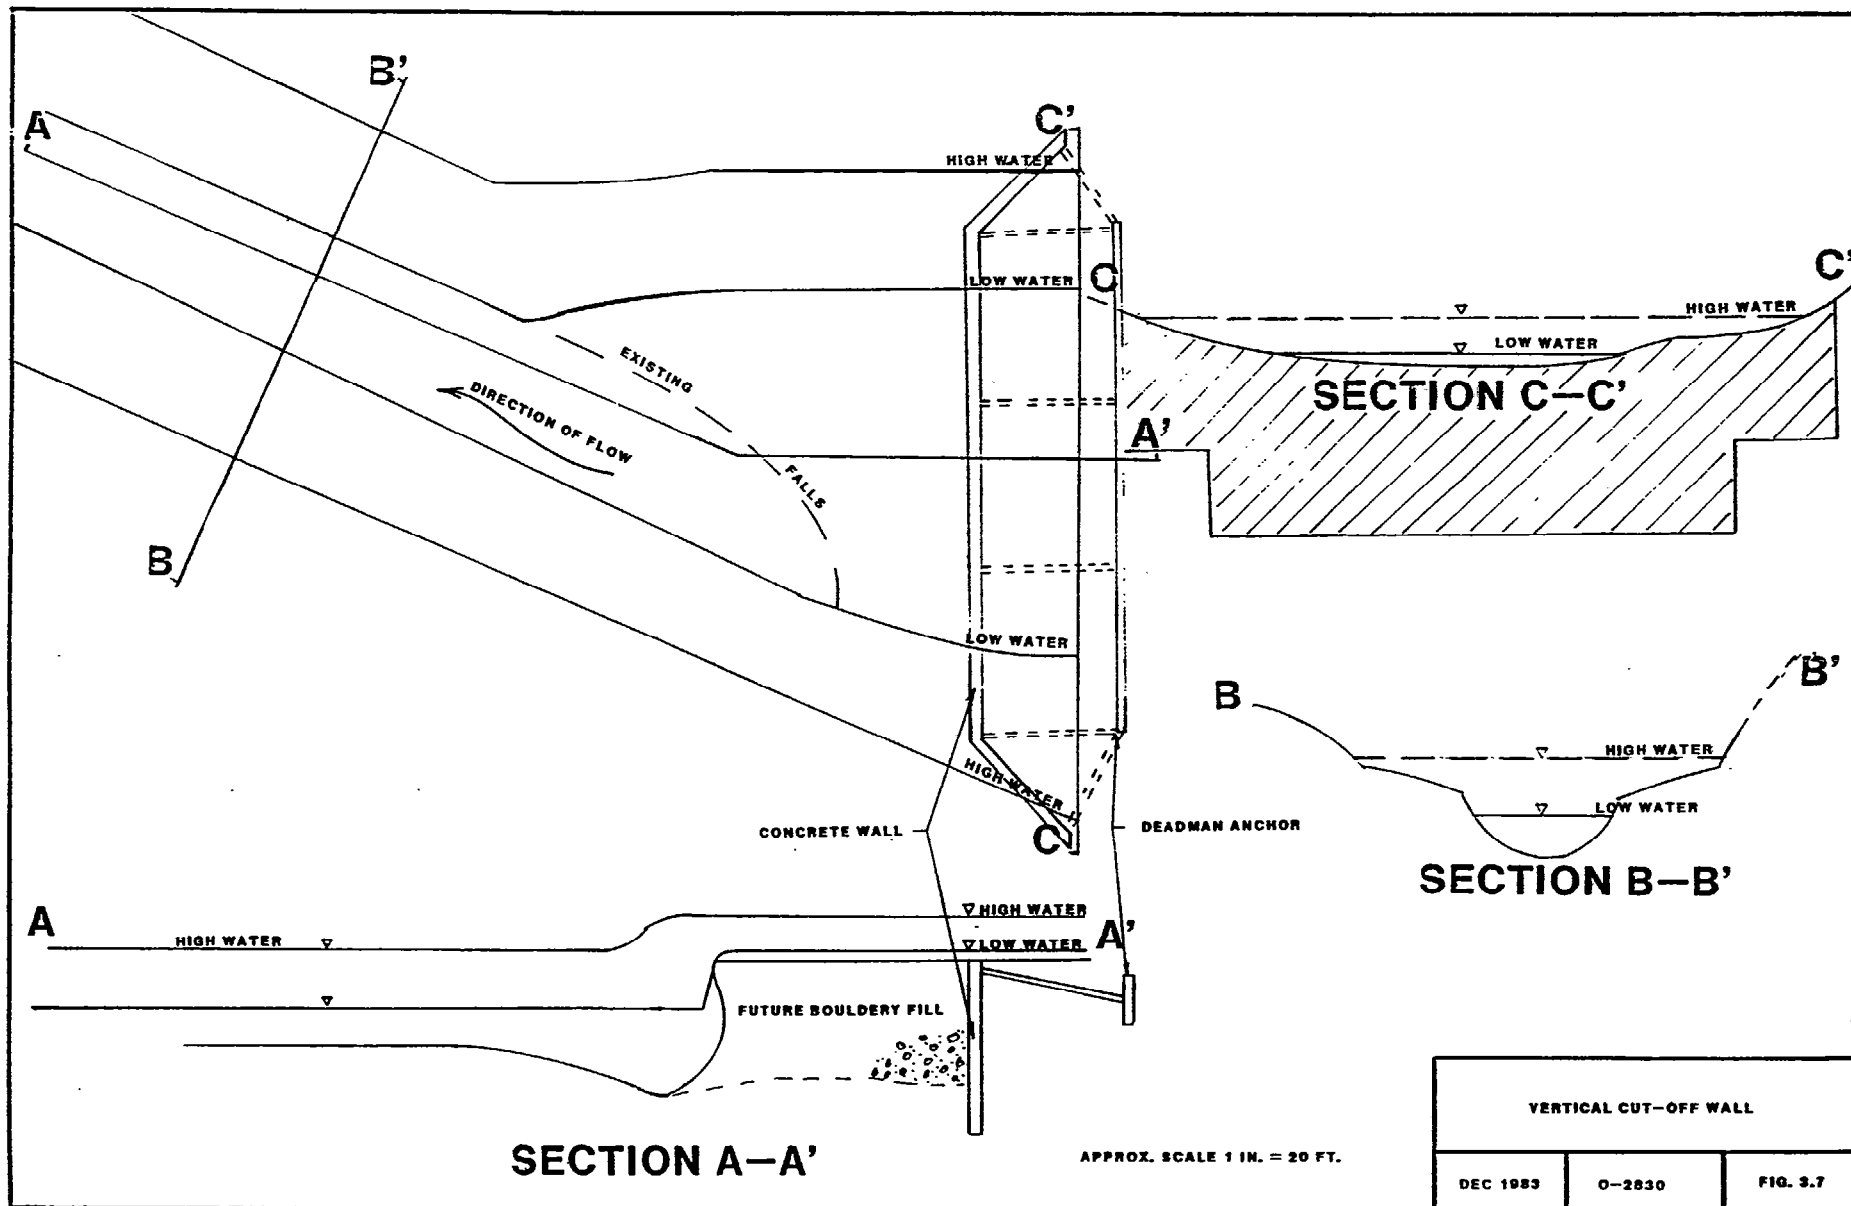 B'
A
C'
HIGH WATER
LOW WATER
C
C'
HIGH WATER
LOW WATER
SECTION C–C'
EXISTING
FALLS
DIRECTION OF FLOW
A'
B
LOW WATER
HIGH WATER
C
CONCRETE WALL
DEADMAN ANCHOR
B
B'
HIGH WATER
LOW WATER
SECTION B–B'
A
HIGH WATER
HIGH WATER
LOW WATER
A'
FUTURE BOULDERY FILL
SECTION A–A'
APPROX. SCALE 1 IN. = 20 FT.
VERTICAL CUT–OFF WALL
DEC 1983
O–2830
FIG. 3.7